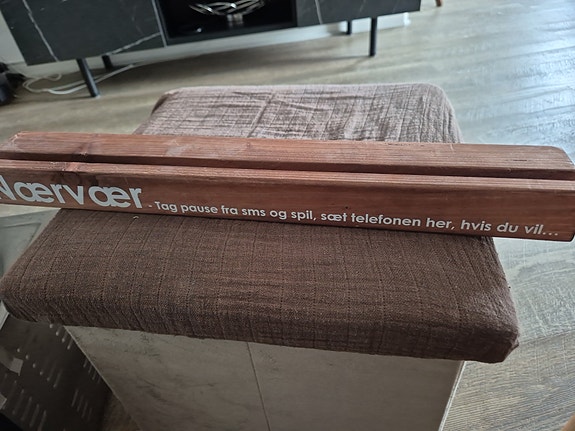 Nærvær - Tag pause fra sms og spil, sæt telefonen her, hvis du vil...